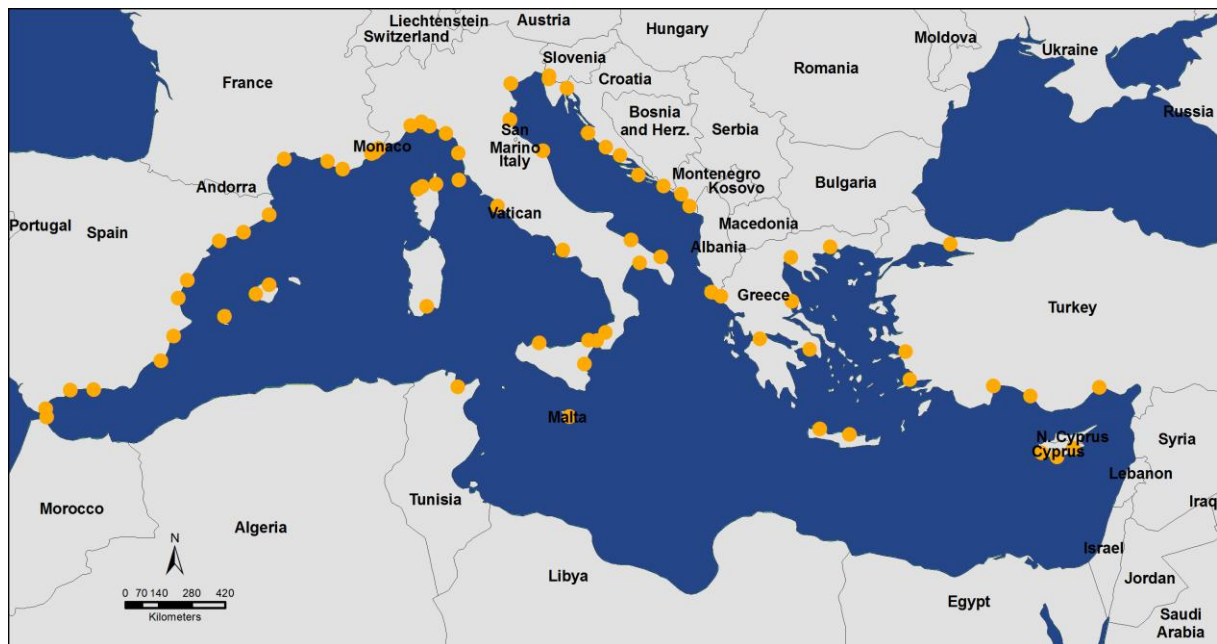 Liechtenstein
Austria
Switzerland
Hungary
Moldova
Ukraine
Slovenia
Croatia
Romania
France
Russia
Bosnia
and Herz.
Serbia
San
Marino
Italy
Monaco
Montenegro
Kosovo
Bulgaria
Andorra
Vatican
Macedonia
Portugal
Spain
Albania
Greece
Turkey
Malta
N. Cyprus
Cyprus
Syria
Lebanon
Iraq
Morocco
Algeria
Tunisia
Israel
Libya
Jordan
Egypt
Saudi
Arabia
N
0 70 140 280 420
Kilometers